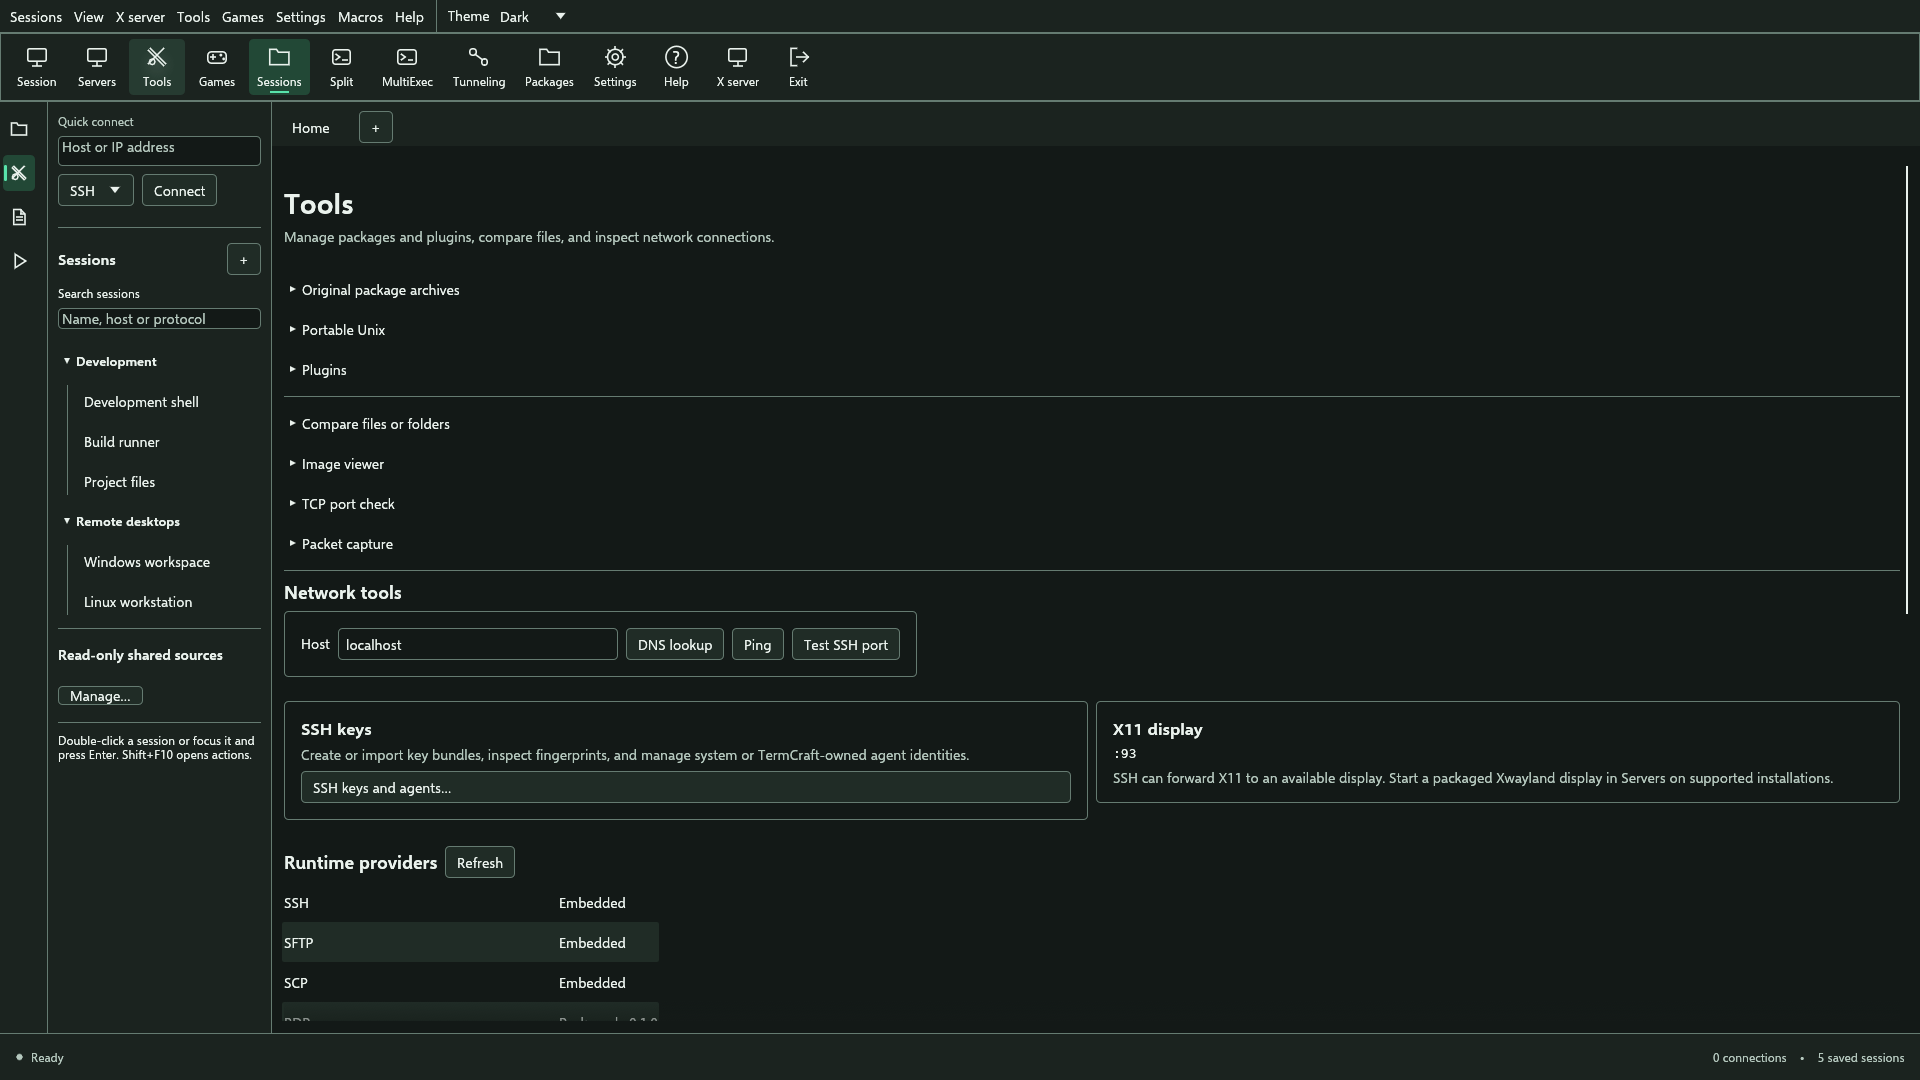 Sessions View X server Tools Games Settings Macros Help Theme Dark
Session Servers Tools Games Sessions Split MultiExec Tunneling Packages Settings Help X server Exit
Quick connect
Host or IP address
SSH Connect
Sessions +
Search sessions
Name, host or protocol
Development
Development shell
Build runner
Project files
Remote desktops
Windows workspace
Linux workstation
Read-only shared sources
Manage...
Double-click a session or focus it and
press Enter. Shift+F10 opens actions.
Home +
Tools
Manage packages and plugins, compare files, and inspect network connections.
Original package archives
Portable Unix
Plugins
Compare files or folders
Image viewer
TCP port check
Packet capture
Network tools
Host localhost DNS lookup Ping Test SSH port
SSH keys
Create or import key bundles, inspect fingerprints, and manage system or TermCraft-owned agent identities.
SSH keys and agents...
X11 display
:93
SSH can forward X11 to an available display. Start a packaged Xwayland display in Servers on supported installations.
Runtime providers Refresh
SSH Embedded
SFTP Embedded
SCP Embedded
Ready
0 connections • 5 saved sessions